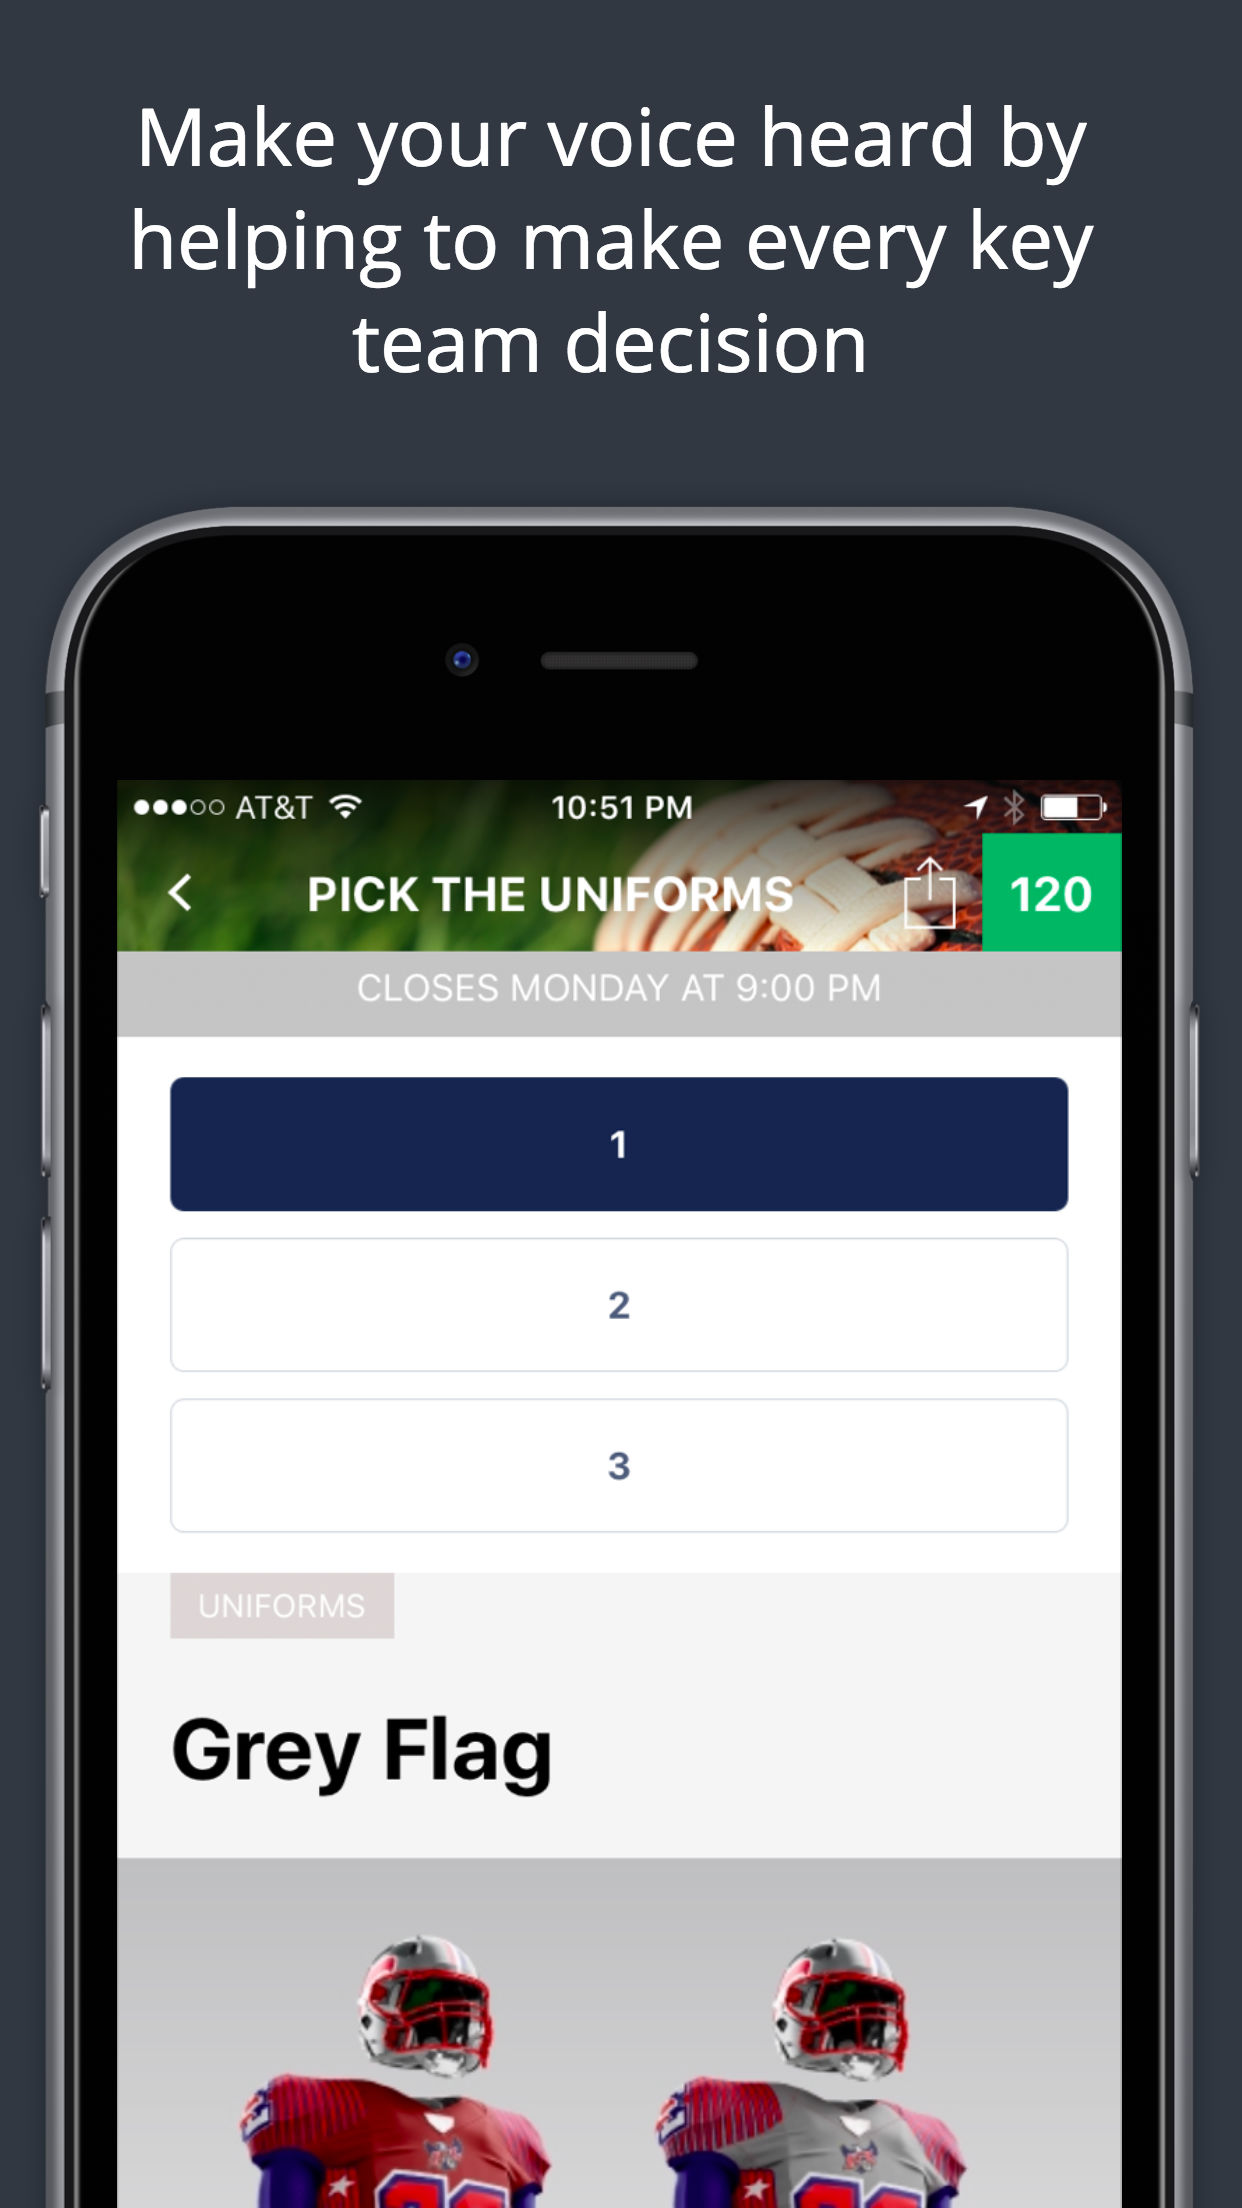 Make your voice heard by
helping to make every key
team decision
AT&T 10:51 PM
PICK THE UNIFORMS 120
CLOSES MONDAY AT 9:00 PM
1
2
3
UNIFORMS
Grey Flag